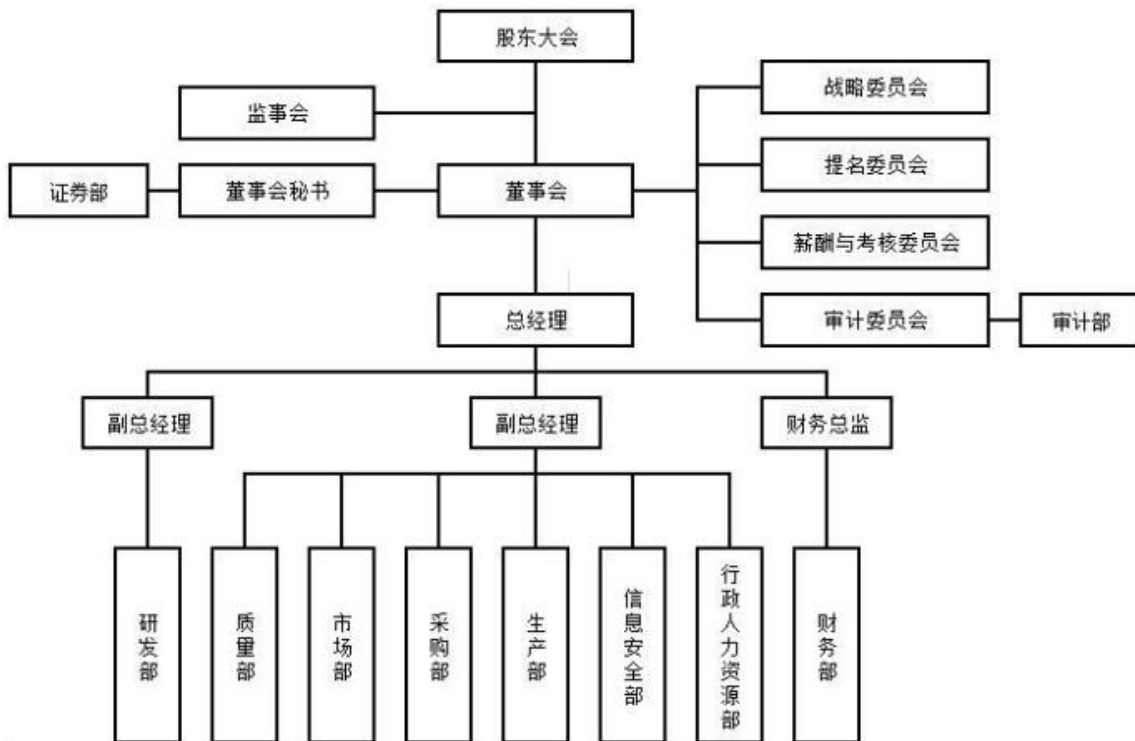 股东大会
监事会
战略委员会
提名委员会
证券部
董事会秘书
董事会
薪酬与考核委员会
总经理
审计委员会
审计部
副总经理
副总经理
财务总监
研发部
质量部
市场部
采购部
生产部
信息安全部
行政人力资源部
财务部